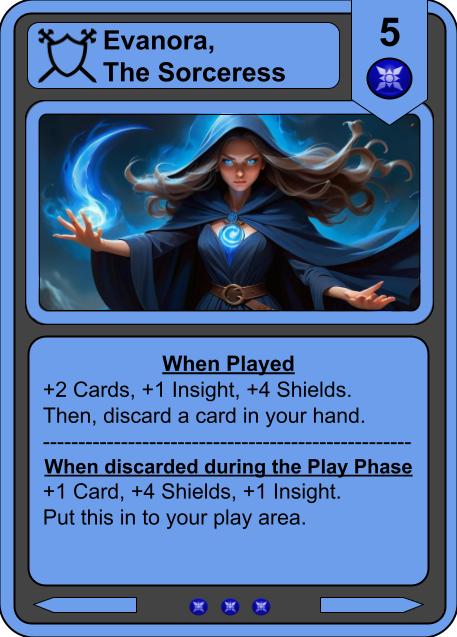 Evanora,
The Sorceress
5
When Played
+2 Cards, +1 Insight, +4 Shields.
Then, discard a card in your hand.
----------------------------------------------------
When discarded during the Play Phase
+1 Card, +4 Shields, +1 Insight.
Put this in to your play area.